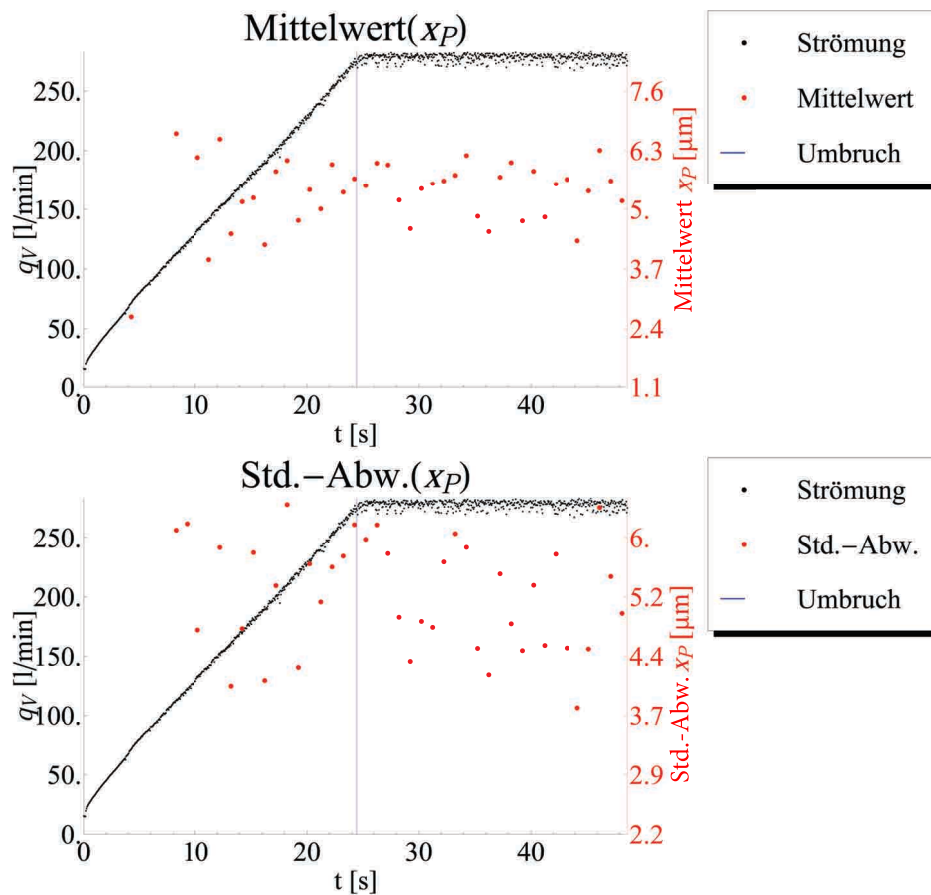 Mittelwert(xP)
250.
200.
150.
100.
50.
0.
qV [l/min]
0
10
20
30
40
t [s]
7.6
6.3
5.
3.7
2.4
1.1
Mittelwert xP [µm]
Strömung
Mittelwert
Umbruch
Std.–Abw.(xP)
250.
200.
150.
100.
50.
0.
qV [l/min]
0
10
20
30
40
t [s]
6.
5.2
4.4
3.7
2.9
2.2
Std.-Abw. xP [µm]
Strömung
Std.–Abw.
Umbruch